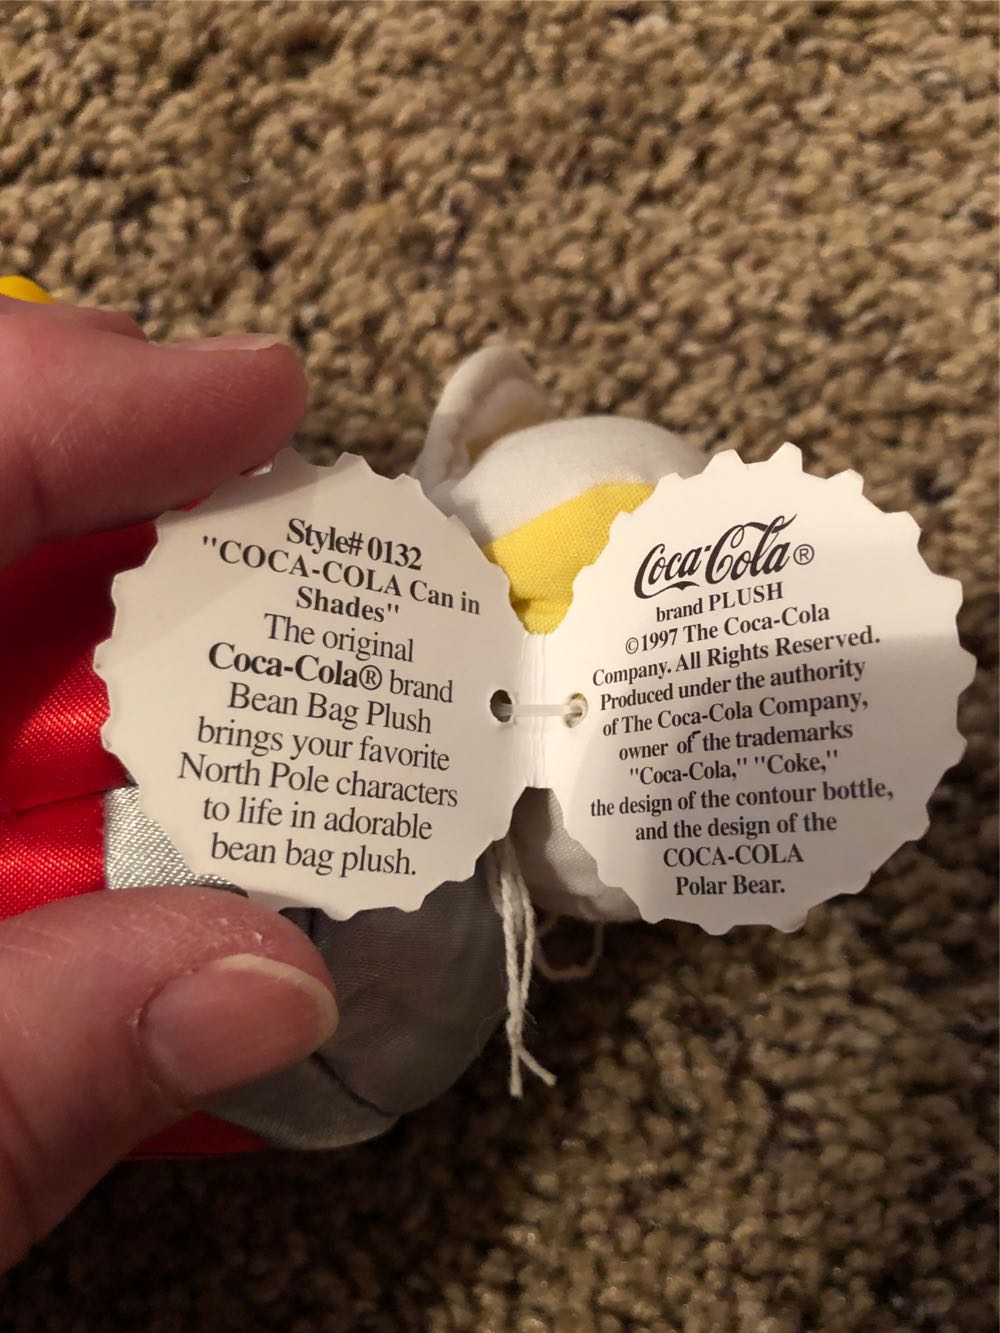 Style# 0132
"COCA-COLA Can in
Shades"
The original
Coca-Cola® brand
Bean Bag Plush
brings your favorite
North Pole characters
to life in adorable
bean bag plush.
Coca-Cola®
brand PLUSH
©1997 The Coca-Cola
Company. All Rights Reserved.
Produced under the authority
of The Coca-Cola Company,
owner of the trademarks
"Coca-Cola," "Coke,"
the design of the contour bottle,
and the design of the
COCA-COLA
Polar Bear.